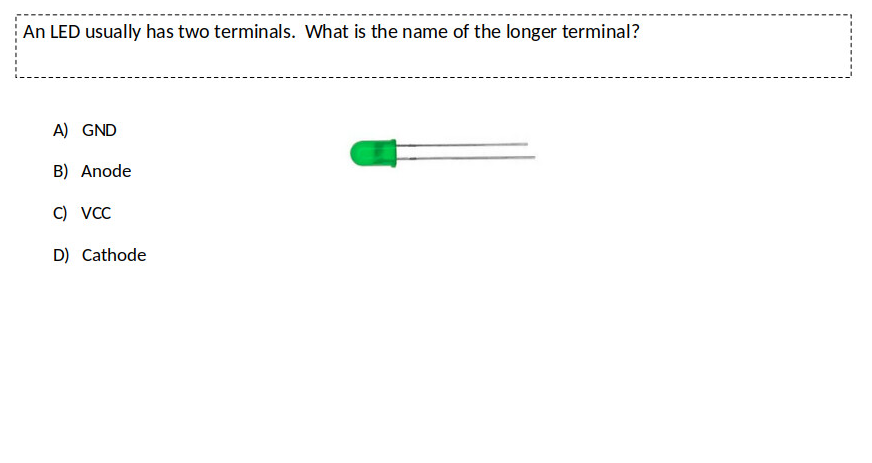 An LED usually has two terminals.  What is the name of the longer terminal?
A) GND
B) Anode
C) VCC
D) Cathode